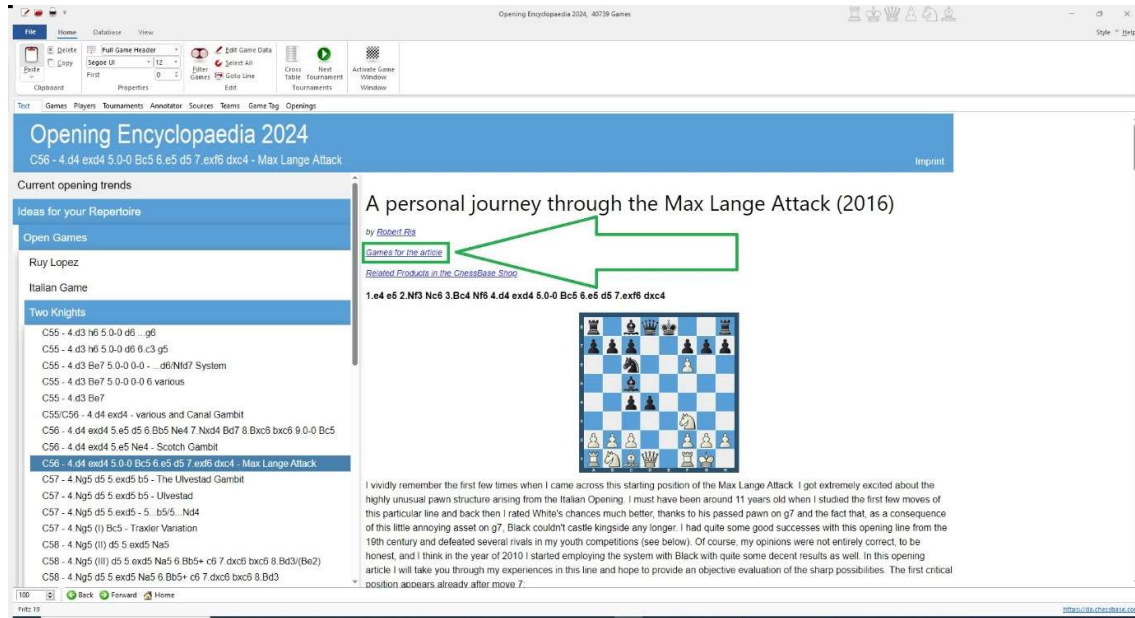 Opening Encyclopaedia 2024, 40739 Games
File Home Database View
Style Help
Paste
Delete
Copy
Clipboard
Full Game Header
Segoe UI 12
First 0
Properties
Filter Games
Edit Game Data
Select All
Goto Line
Edit
Cross Table
Next Tournament
Tournaments
Activate Game Window
Window
Text Games Players Tournaments Annotator Sources Teams Game Tag Openings
Opening Encyclopaedia 2024
C56 - 4.d4 exd4 5.0-0 Bc5 6.e5 d5 7.exf6 dxc4 - Max Lange Attack
Imprint
Current opening trends
Ideas for your Repertoire
Open Games
Ruy Lopez
Italian Game
Two Knights
C55 - 4.d3 h6 5.0-0 d6 ...g6
C55 - 4.d3 h6 5.0-0 d6 6.c3 g5
C55 - 4.d3 Be7 5.0-0 0-0 - ...d6/Nfd7 System
C55 - 4.d3 Be7 5.0-0 0-0 6.various
C55 - 4.d3 Be7
C55/C56 - 4.d4 exd4 - various and Canal Gambit
C56 - 4.d4 exd4 5.e5 d5 6.Bb5 Ne4 7.Nxd4 Bd7 8.Bxc6 bxc6 9.0-0 Bc5
C56 - 4.d4 exd4 5.e5 Ne4 - Scotch Gambit
C56 - 4.d4 exd4 5.0-0 Bc5 6.e5 d5 7.exf6 dxc4 - Max Lange Attack
C57 - 4.Ng5 d5 5.exd5 b5 - The Ulvestad Gambit
C57 - 4.Ng5 d5 5.exd5 b5 - Ulvestad
C57 - 4.Ng5 d5 5.exd5 - 5...b5/5...Nd4
C57 - 4.Ng5 (I) Bc5 - Traxler Variation
C58 - 4.Ng5 (II) d5 5.exd5 Na5
C58 - 4.Ng5 (III) d5 5.exd5 Na5 6.Bb5+ c6 7.dxc6 bxc6 8.Bd3/(Be2)
C58 - 4.Ng5 d5 5.exd5 Na5 6.Bb5+ c6 7.dxc6 bxc6 8.Bd3
A personal journey through the Max Lange Attack (2016)
by Robert Ris
Games for the article
Related Products in the ChessBase Shop
1.e4 e5 2.Nf3 Nc6 3.Bc4 Nf6 4.d4 exd4 5.0-0 Bc5 6.e5 d5 7.exf6 dxc4
I vividly remember the first few times when I came across this starting position of the Max Lange Attack. I got extremely excited about the
highly unusual pawn structure arising from the Italian Opening. I must have been around 11 years old when I studied the first few moves of
this particular line and back then I rated White's chances much better, thanks to his passed pawn on g7 and the fact that, as a consequence
of this little annoying asset on g7, Black couldn't castle kingside any longer. I had quite some good successes with this opening line from the
19th century and defeated several rivals in my youth competitions (see below). Of course, my opinions were not entirely correct, to be
honest, and I think in the year of 2010 I started employing the system with Black with quite some decent results as well. In this opening
article I will take you through my experiences in this line and hope to provide an objective evaluation of the sharp possibilities. The first critical
position appears already after move 7:
100 Back Forward Home
Fritz 19
https://de.chessbase.com